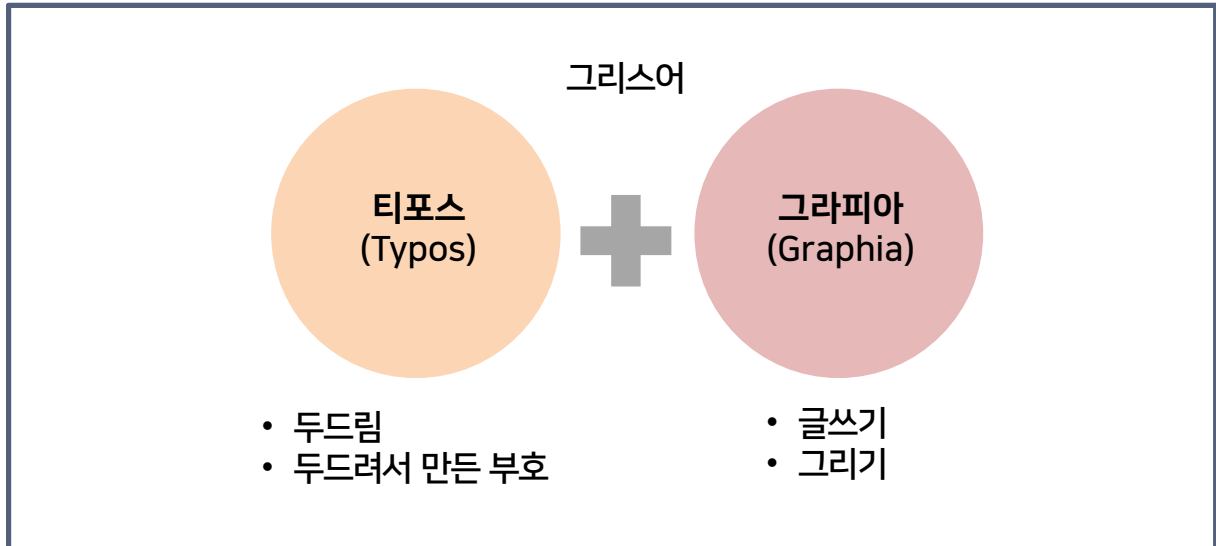 그리스어
티포스
(Typos)
그라피아
(Graphia)
• 두드림
• 두드려서 만든 부호
• 글쓰기
• 그리기